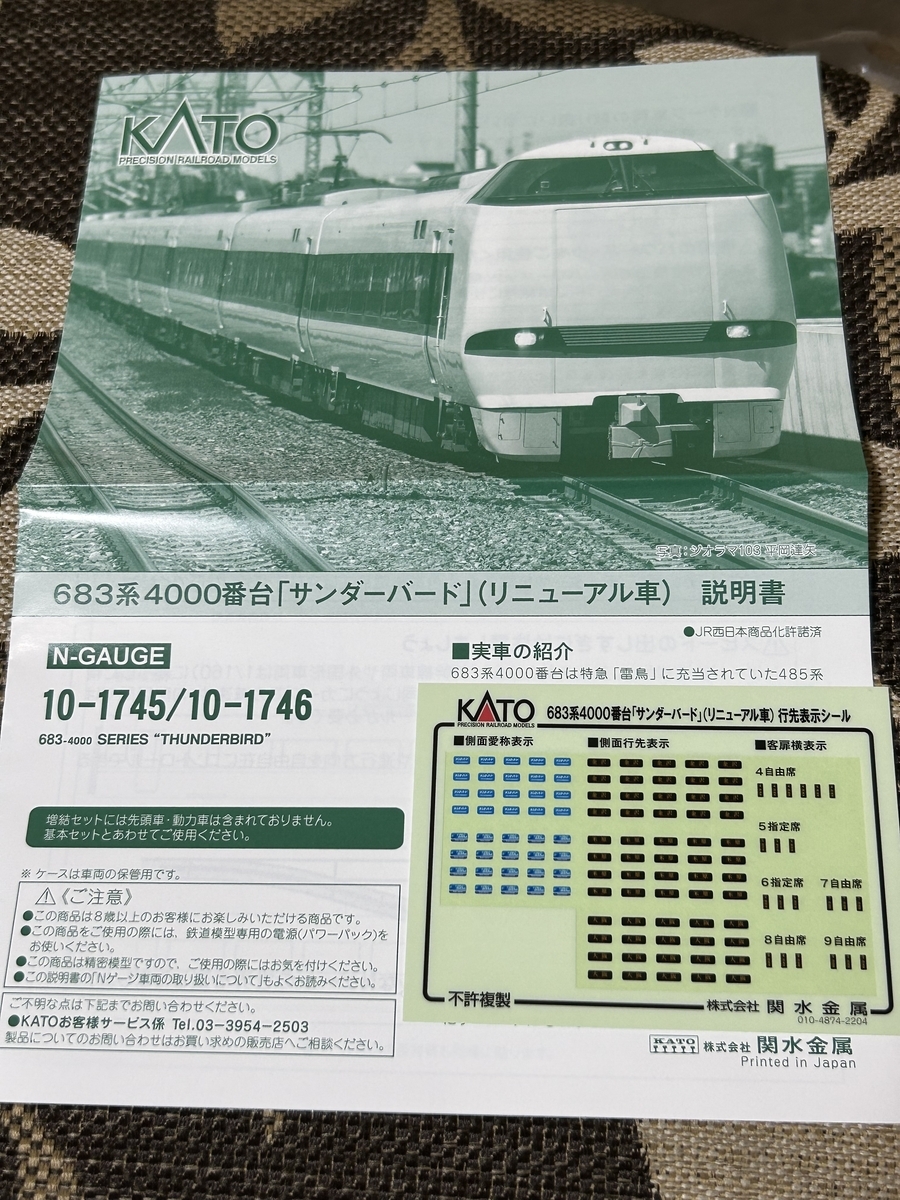 KATO
PRECISION RAILROAD MODELS
写真:ジオラマ103 平岡達矢
683系4000番台「サンダーバード」(リニューアル車) 説明書
●JR西日本商品化許諾済
N-GAUGE
10-1745/10-1746
683-4000 SERIES "THUNDERBIRD"
■実車の紹介
683系4000番台は特急「雷鳥」に充当されていた485系
増結セットには先頭車・動力車は含まれておりません。
基本セットとあわせてご使用ください。
※ ケースは車両の保管用です。
⚠《ご注意》
●この商品は8歳以上のお客様にお楽しみいただける商品です。
●この商品をご使用の際には、鉄道模型専用の電源(パワーパック)を
お使いください。
●この商品は精密模型ですので、ご使用の際にはお気を付けください。
●この説明書の「Nゲージ車両の取り扱いについて」もよくお読みください。
ご不明な点は下記までお問い合わせください。
●KATOお客様サービス係 Tel.03-3954-2503
製品についてのお問い合わせはお買い求めの販売店へご相談ください。
KATO
PRECISION RAILROAD MODELS
683系4000番台「サンダーバード」(リニューアル車) 行先表示シール
■側面愛称表示
■側面行先表示
■客扉横表示
4自由席
5指定席
6指定席 7自由席
8自由席 9自由席
不許複製
株式会社 関水金属
010-4874-2204
KATO 株式会社 関水金属
Printed in Japan